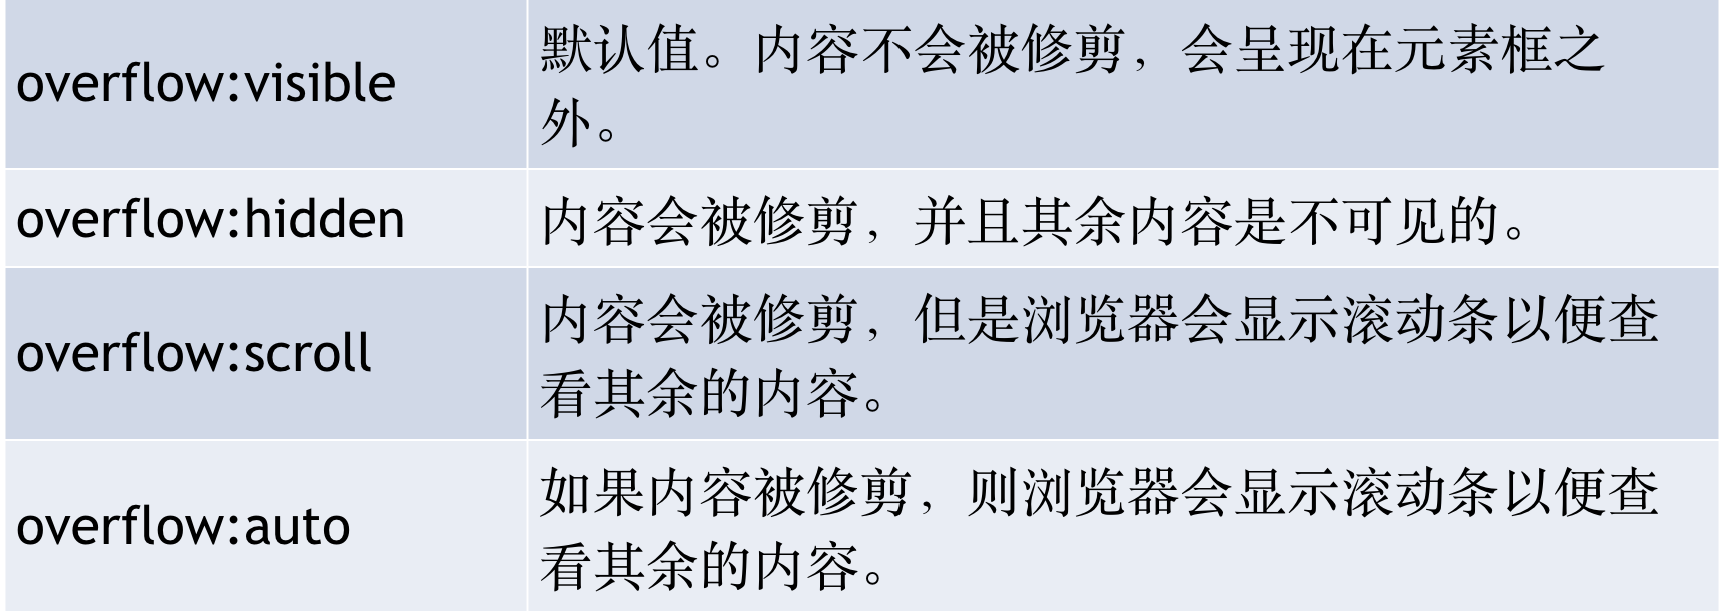 overflow:visible
默认值。内容不会被修剪，会呈现在元素框之
外。
overflow:hidden
内容会被修剪，并且其余内容是不可见的。
overflow:scroll
内容会被修剪，但是浏览器会显示滚动条以便查
看其余的内容。
overflow:auto
如果内容被修剪，则浏览器会显示滚动条以便查
看其余的内容。